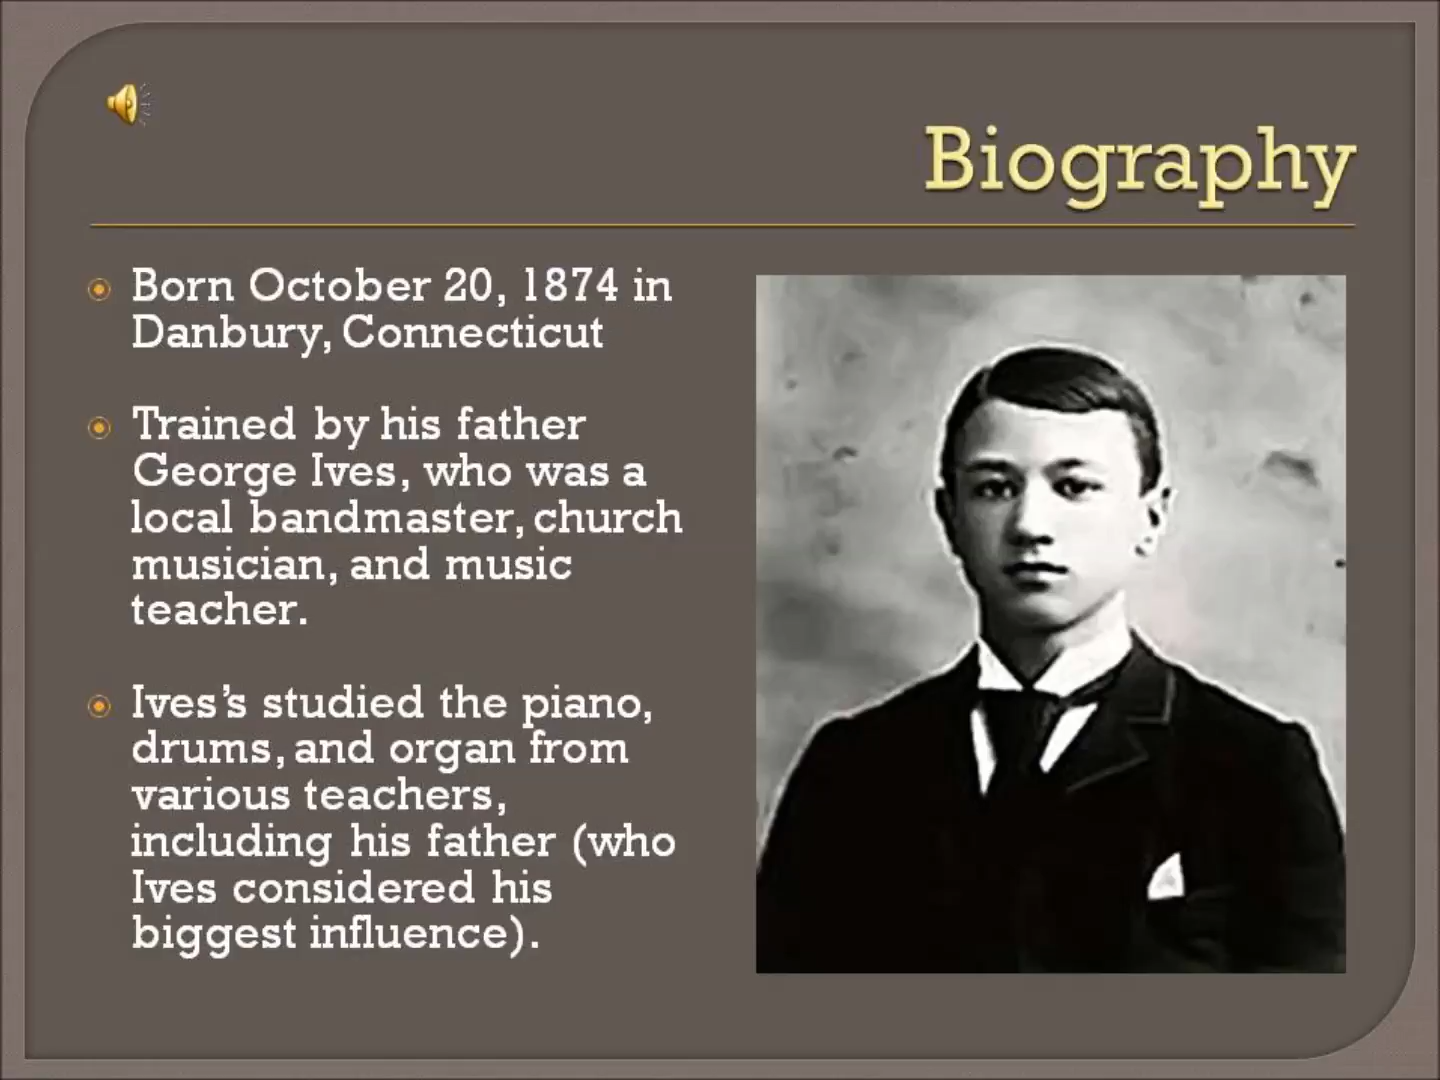 Biography
Born October 20, 1874 in
Danbury, Connecticut
Trained by his father
George Ives, who was a
local bandmaster, church
musician, and music
teacher.
Ives’s studied the piano,
drums, and organ from
various teachers,
including his father (who
Ives considered his
biggest influence).